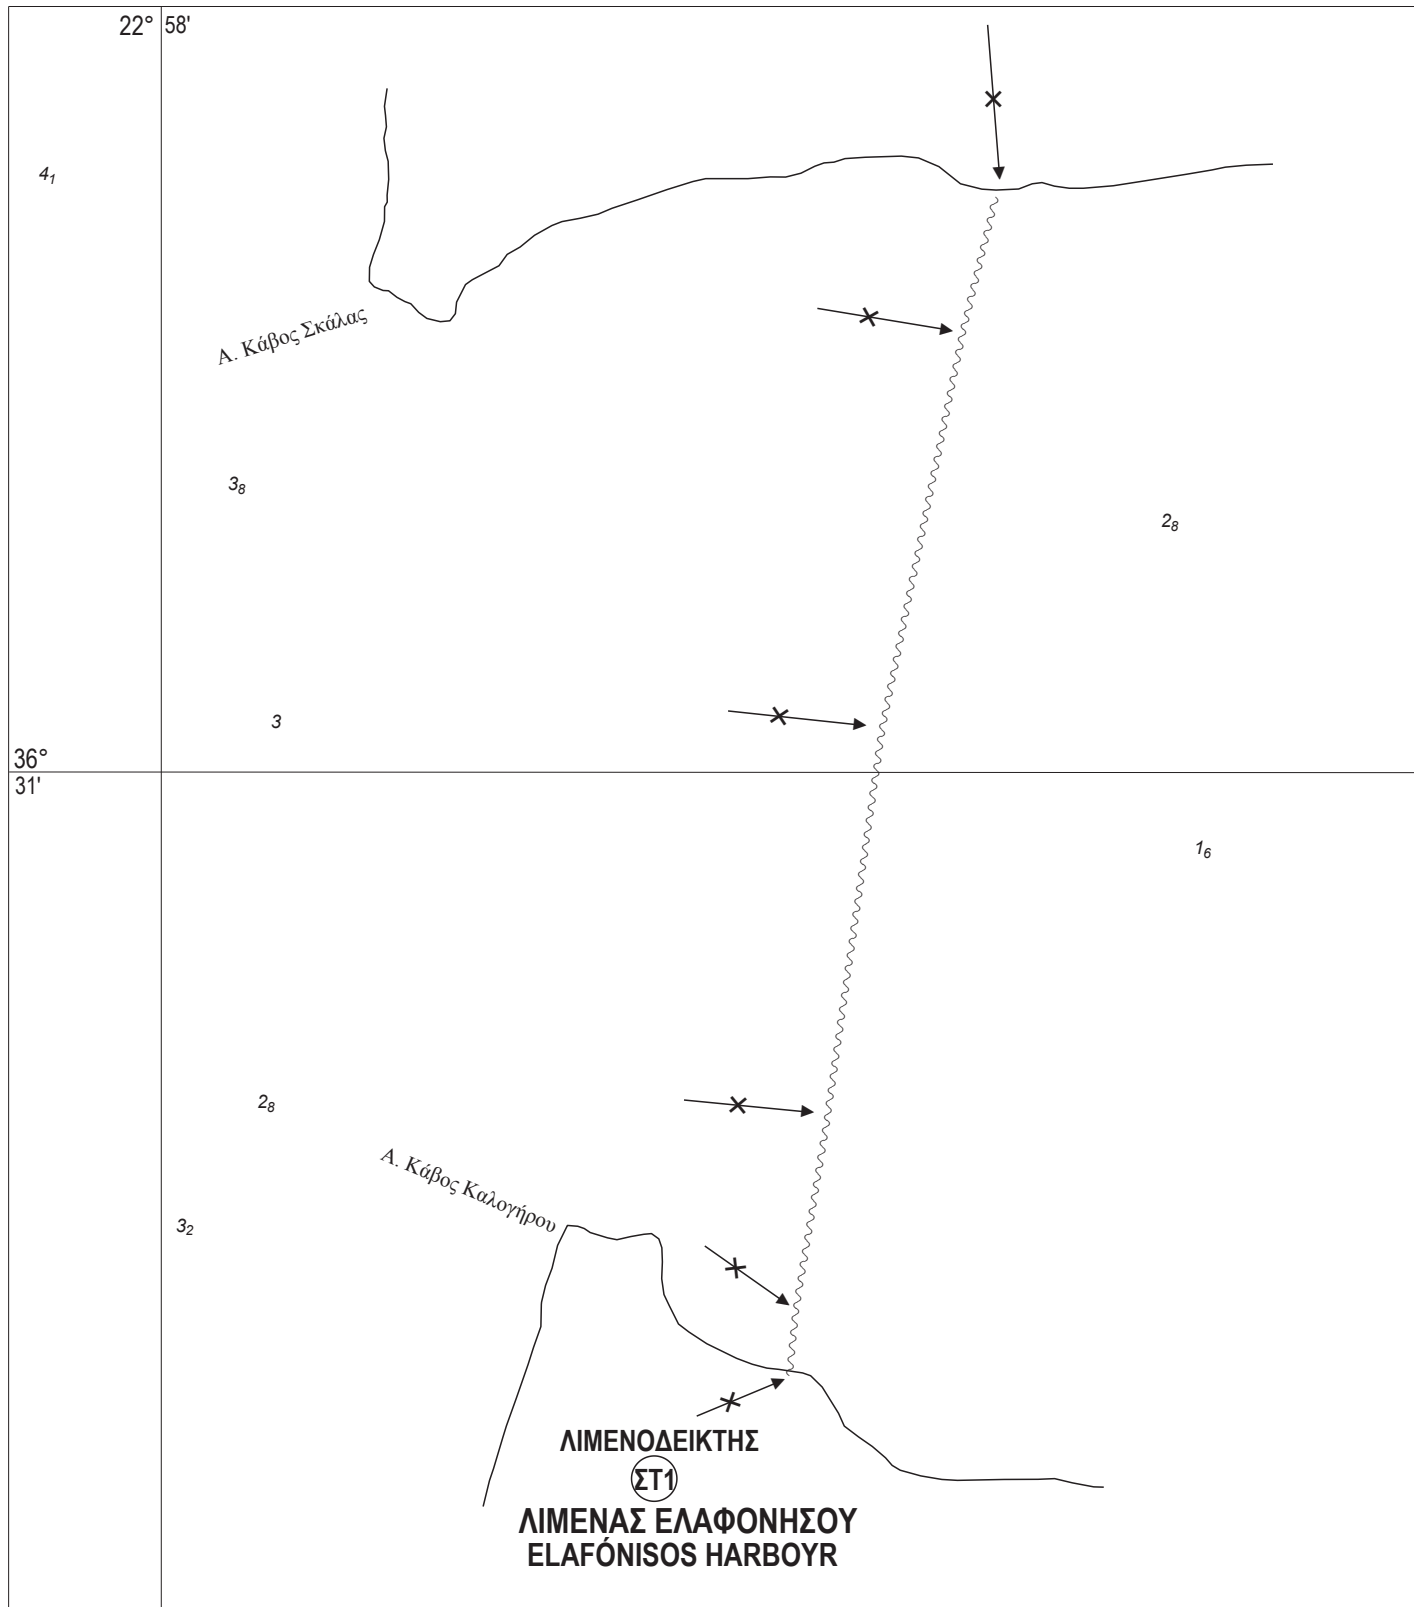 22° 58'
4₁
Α. Κάβος Σκάλας
3₈
2₈
3
36°
31'
1₆
2₈
Α. Κάβος Καλογήρου
3₂
ΛΙΜΕΝΟΔΕΙΚΤΗΣ
ΣΤ1
ΛΙΜΕΝΑΣ ΕΛΑΦΟΝΗΣΟΥ
ELAFÓNISOS HARBOYR